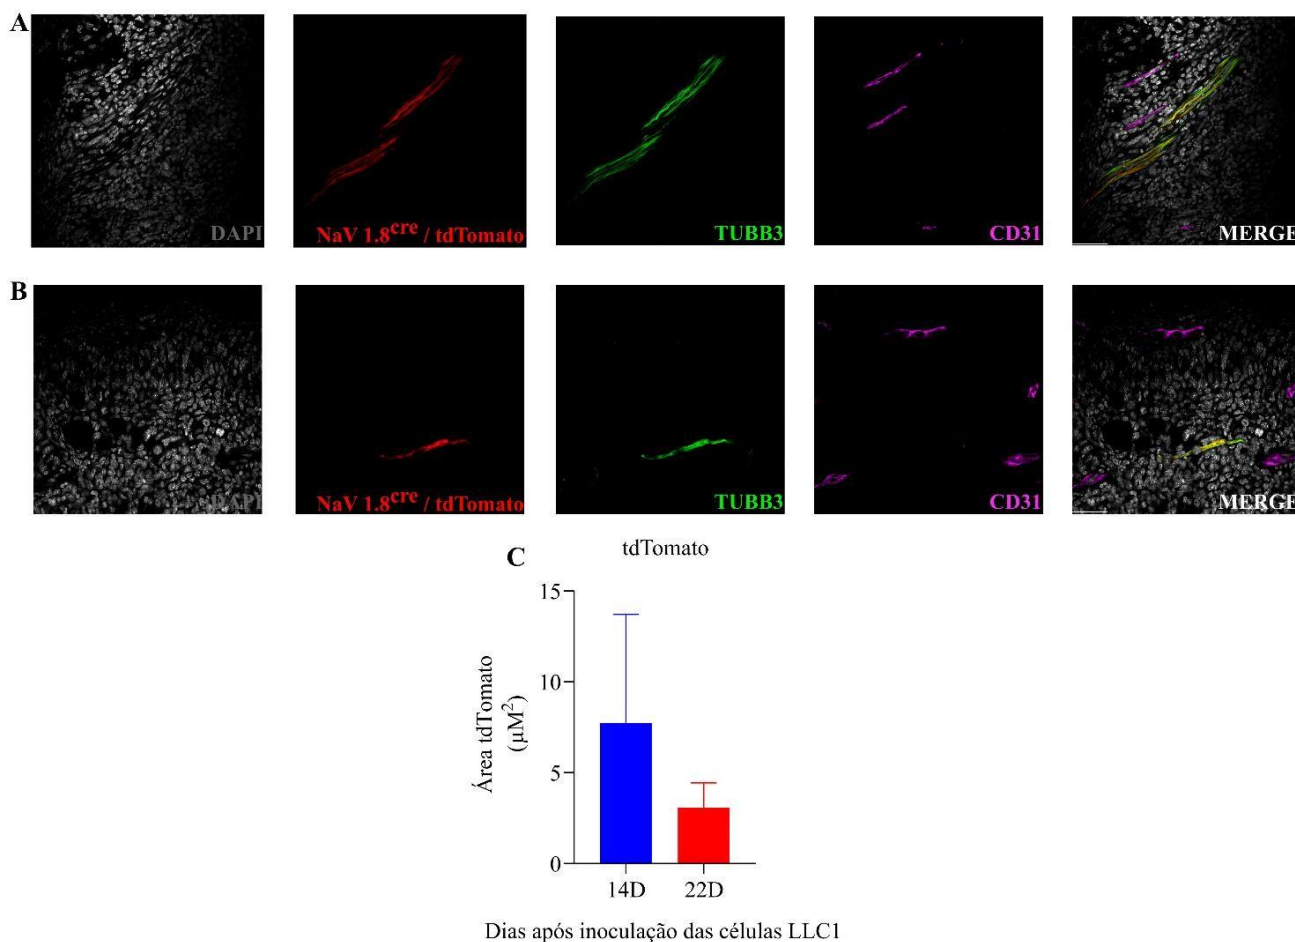 A
DAPI
NaV 1.8cre / tdTomato
TUBB3
CD31
MERGE
B
DAPI
NaV 1.8cre / tdTomato
TUBB3
CD31
MERGE
C
tdTomato
Área tdTomato
(µM²)
15
10
5
0
14D
22D
Dias após inoculação das células LLC1